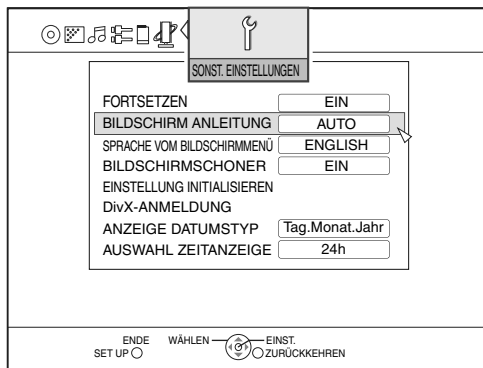 SONST. EINSTELLUNGEN
FORTSETZEN EIN
BILDSCHIRM ANLEITUNG AUTO
SPRACHE VOM BILDSCHIRMMENÜ ENGLISH
BILDSCHIRMSCHONER EIN
EINSTELLUNG INITIALISIEREN
DivX-ANMELDUNG
ANZEIGE DATUMSTYP Tag.Monat.Jahr
AUSWAHL ZEITANZEIGE 24h
ENDE WÄHLEN EINST.
SET UP ZURÜCKKEHREN